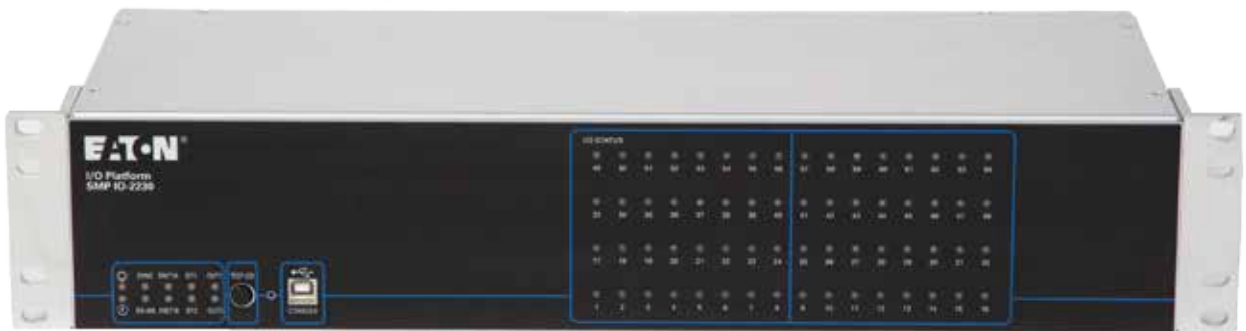 EATON®
I/O Platform
SMP IO-2230
I/O STATUS
49 50 51 52 53 54 55 56 57 58 59 60 61 62 63 64
33 34 35 36 37 38 39 40 41 42 43 44 45 46 47 48
17 18 19 20 21 22 23 24 25 26 27 28 29 30 31 32
1 2 3 4 5 6 7 8 9 10 11 12 13 14 15 16
SYNC
CONSOLE